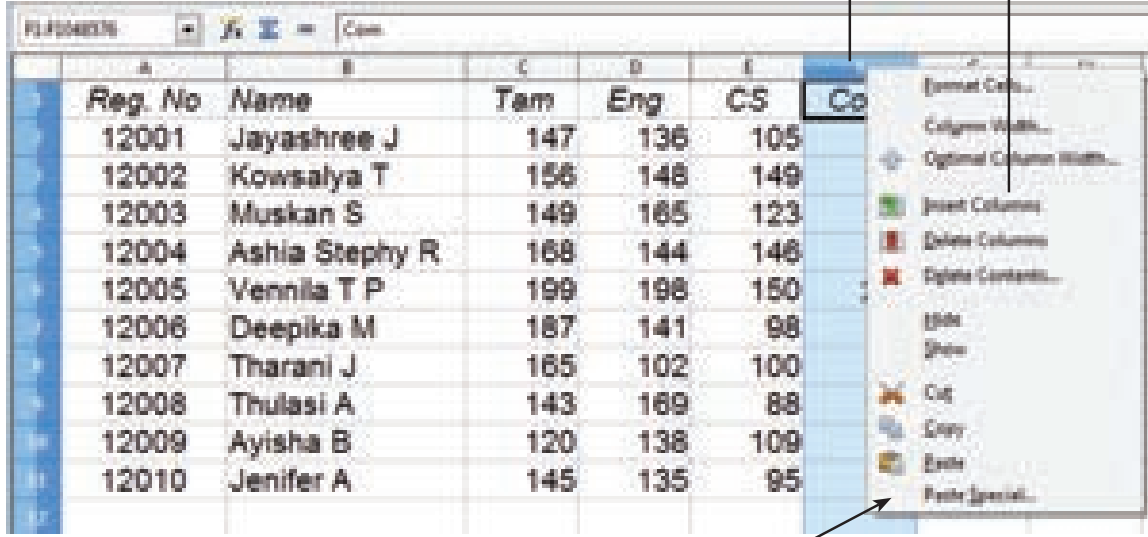 Com
A B C D E
Reg. No Name Tam Eng CS Co
12001 Jayashree J 147 136 105
12002 Kowsalya T 156 148 149
12003 Muskan S 149 165 123
12004 Ashia Stephy R 168 144 146
12005 Vennila T P 199 198 150
12006 Deepika M 187 141 98
12007 Tharani J 165 102 100
12008 Thulasi A 143 169 88
12009 Ayisha B 120 138 109
12010 Jenifer A 145 135 95
Format Cells...
Column Width...
Optimal Column Width...
Insert Columns
Delete Columns
Delete Contents...
Hide
Show
Cut
Copy
Paste
Paste Special...